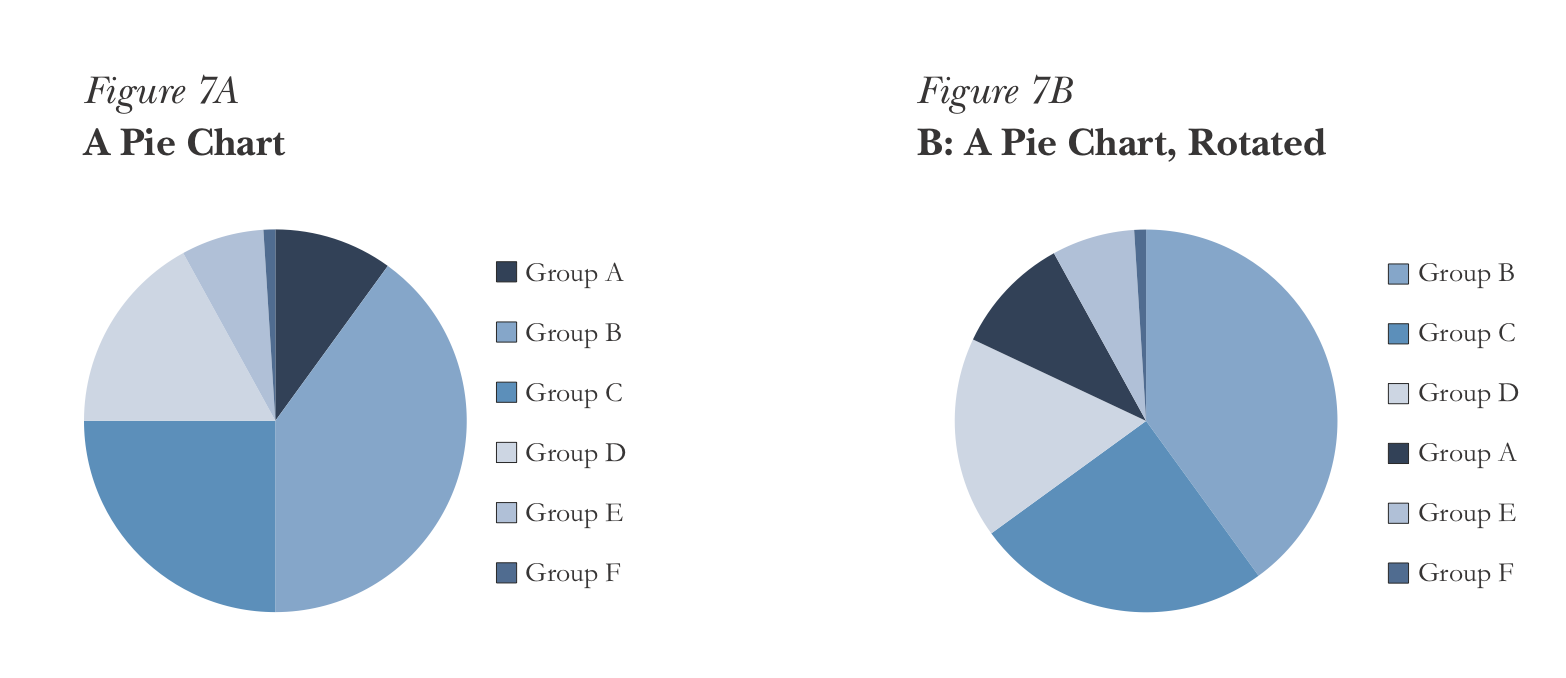 Figure 7A
A Pie Chart
Group A
Group B
Group C
Group D
Group E
Group F
Figure 7B
B: A Pie Chart, Rotated
Group B
Group C
Group D
Group A
Group E
Group F